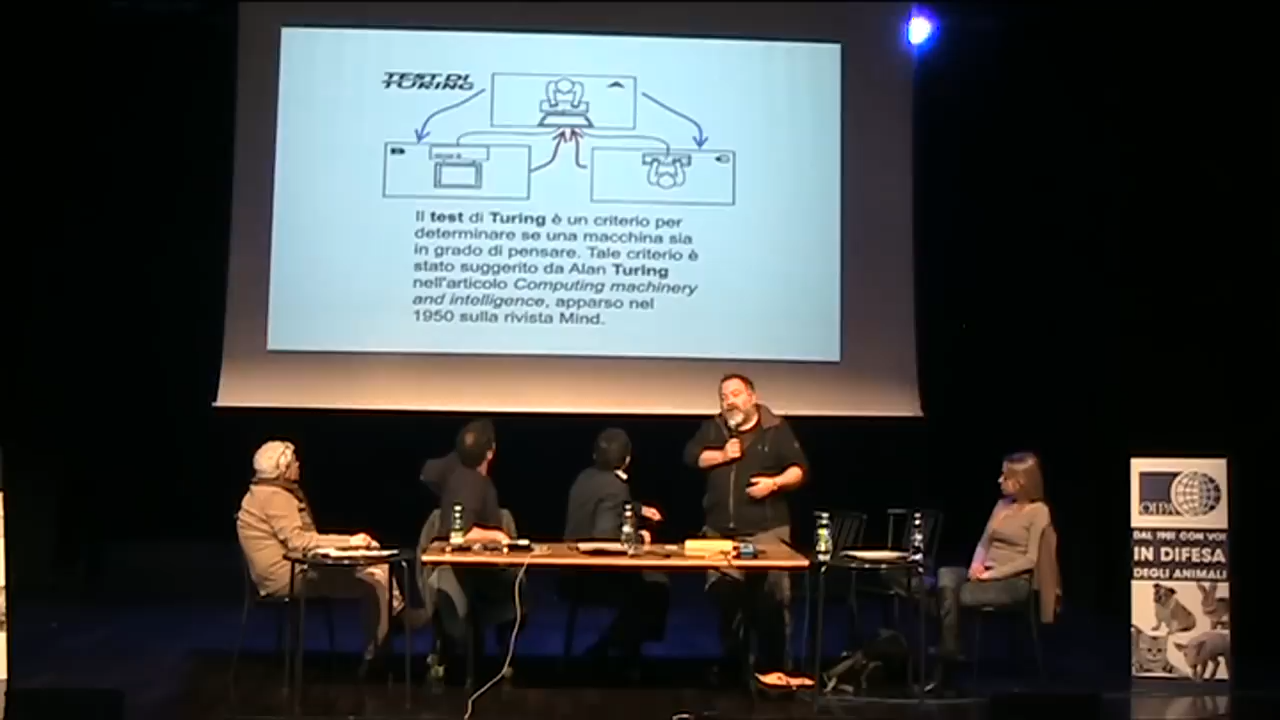 TEST DI
TURING
Il test di Turing è un criterio per
determinare se una macchina sia
in grado di pensare. Tale criterio è
stato suggerito da Alan Turing
nell'articolo Computing machinery
and intelligence, apparso nel
1950 sulla rivista Mind.
OIPA
DAL 1981 CON VOI
IN DIFESA
DEGLI ANIMALI